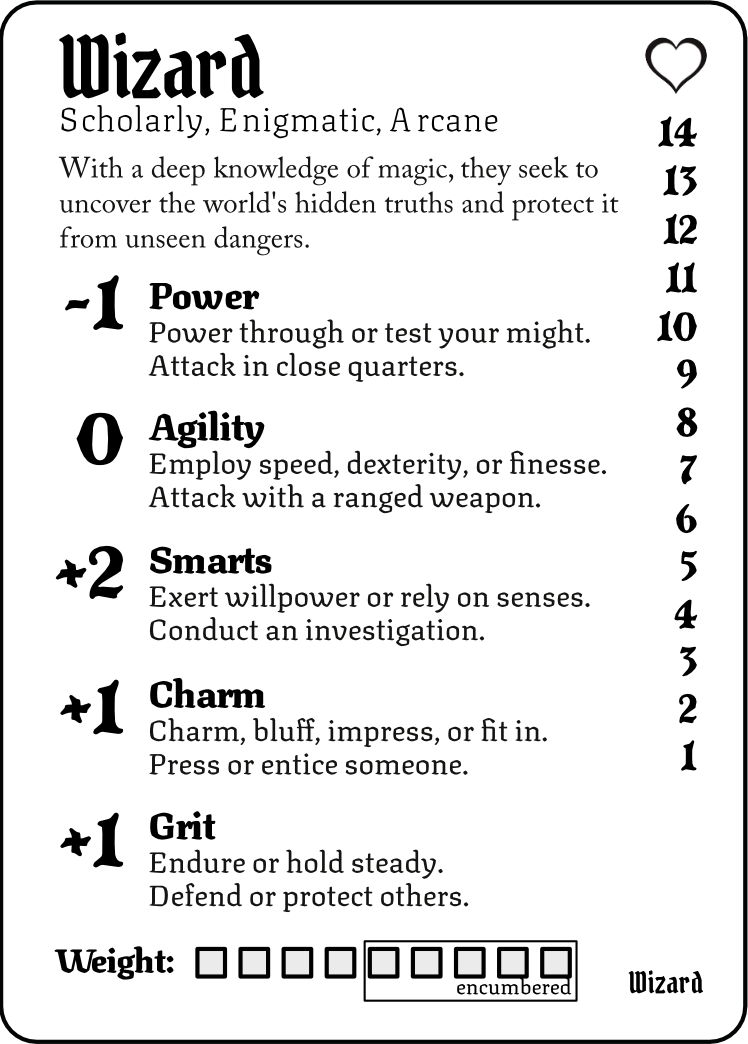 Wizard
Scholarly, Enigmatic, Arcane
With a deep knowledge of magic, they seek to
uncover the world's hidden truths and protect it
from unseen dangers.
-1 Power
Power through or test your might.
Attack in close quarters.
0 Agility
Employ speed, dexterity, or finesse.
Attack with a ranged weapon.
+2 Smarts
Exert willpower or rely on senses.
Conduct an investigation.
+1 Charm
Charm, bluff, impress, or fit in.
Press or entice someone.
+1 Grit
Endure or hold steady.
Defend or protect others.
Weight:
encumbered
14
13
12
11
10
9
8
7
6
5
4
3
2
1
Wizard